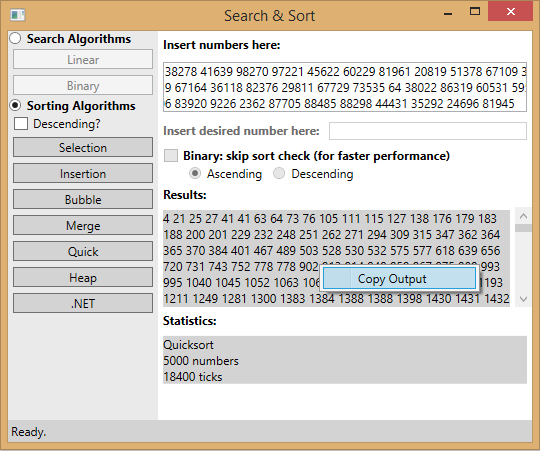 Search & Sort
Search Algorithms
Linear
Binary
Sorting Algorithms
Descending?
Selection
Insertion
Bubble
Merge
Quick
Heap
.NET
Insert numbers here:
38278 41639 98270 97221 45622 60229 81961 20819 51378 67109
9 67164 36118 82376 29811 67729 73535 64 38022 86319 60531
6 83920 9226 2362 87705 88485 88298 44431 35292 24696 81945
Insert desired number here:
Binary: skip sort check (for faster performance)
Ascending
Descending
Results:
4 21 25 27 41 41 63 64 73 76 105 111 115 127 138 176 179 183
188 200 201 229 232 248 251 262 271 294 309 315 347 362 364
365 370 384 401 467 489 503 528 530 532 575 577 618 639 656
720 731 743 752 778 778 902 993
995 1040 1045 1052 1063 1193
1211 1249 1281 1300 1383 1384 1388 1388 1398 1430 1431 1432
Copy Output
Statistics:
Quicksort
5000 numbers
18400 ticks
Ready.